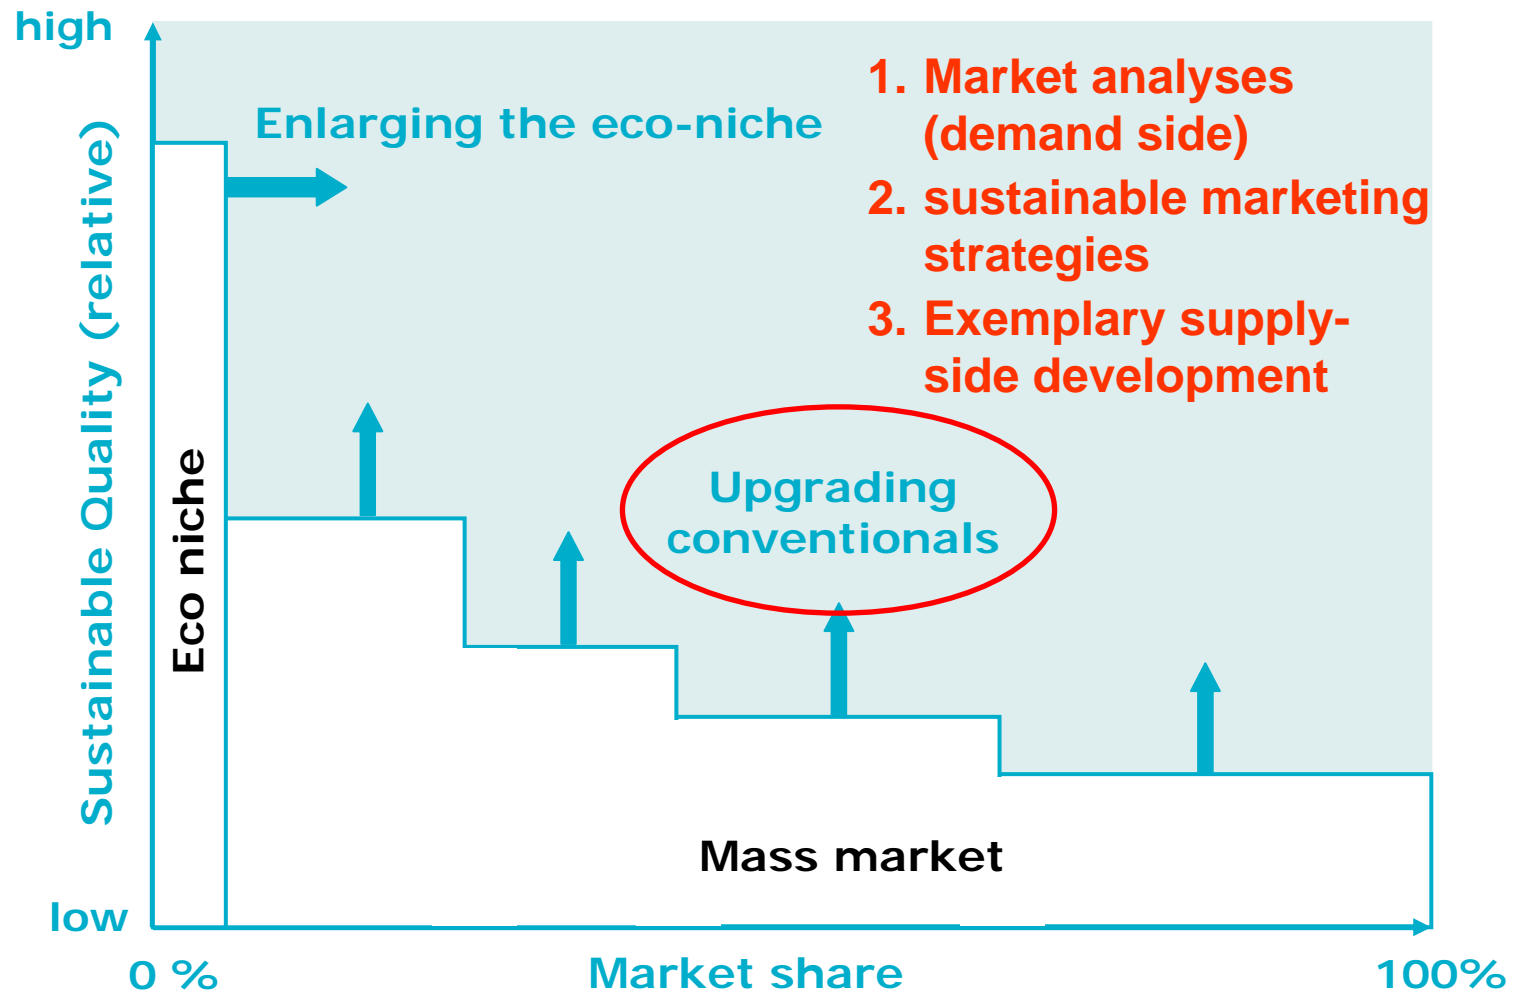 high
Enlarging the eco-niche
1. Market analyses
(demand side)
2. sustainable marketing
strategies
3. Exemplary supply-
side development
Sustainable Quality (relative)
Eco niche
Upgrading
conventionals
Mass market
low
0 %
Market share
100%